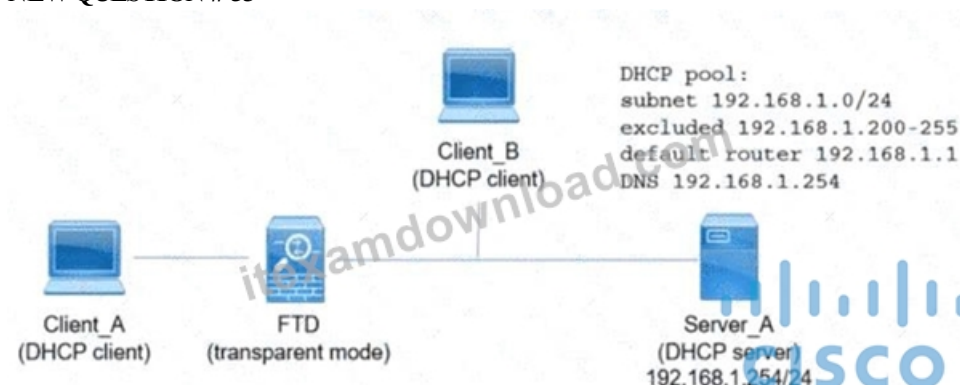 DHCP pool:
subnet 192.168.1.0/24
excluded 192.168.1.200-255
default router 192.168.1.1
DNS 192.168.1.254
Client_B
(DHCP client)
itexamdownload.com
Client_A
(DHCP client)
FTD
(transparent mode)
Server_A
(DHCP server)
192.168.1.254/24
CISCO